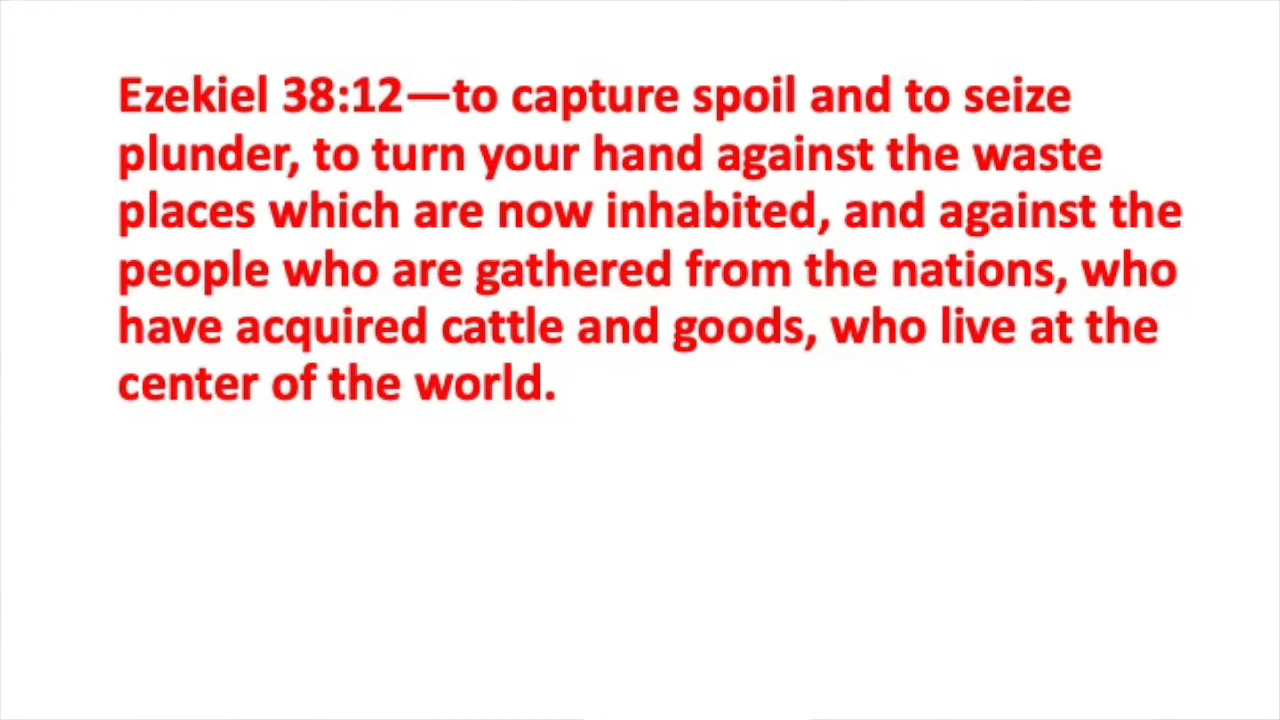 Ezekiel 38:12—to capture spoil and to seize
plunder, to turn your hand against the waste
places which are now inhabited, and against the
people who are gathered from the nations, who
have acquired cattle and goods, who live at the
center of the world.